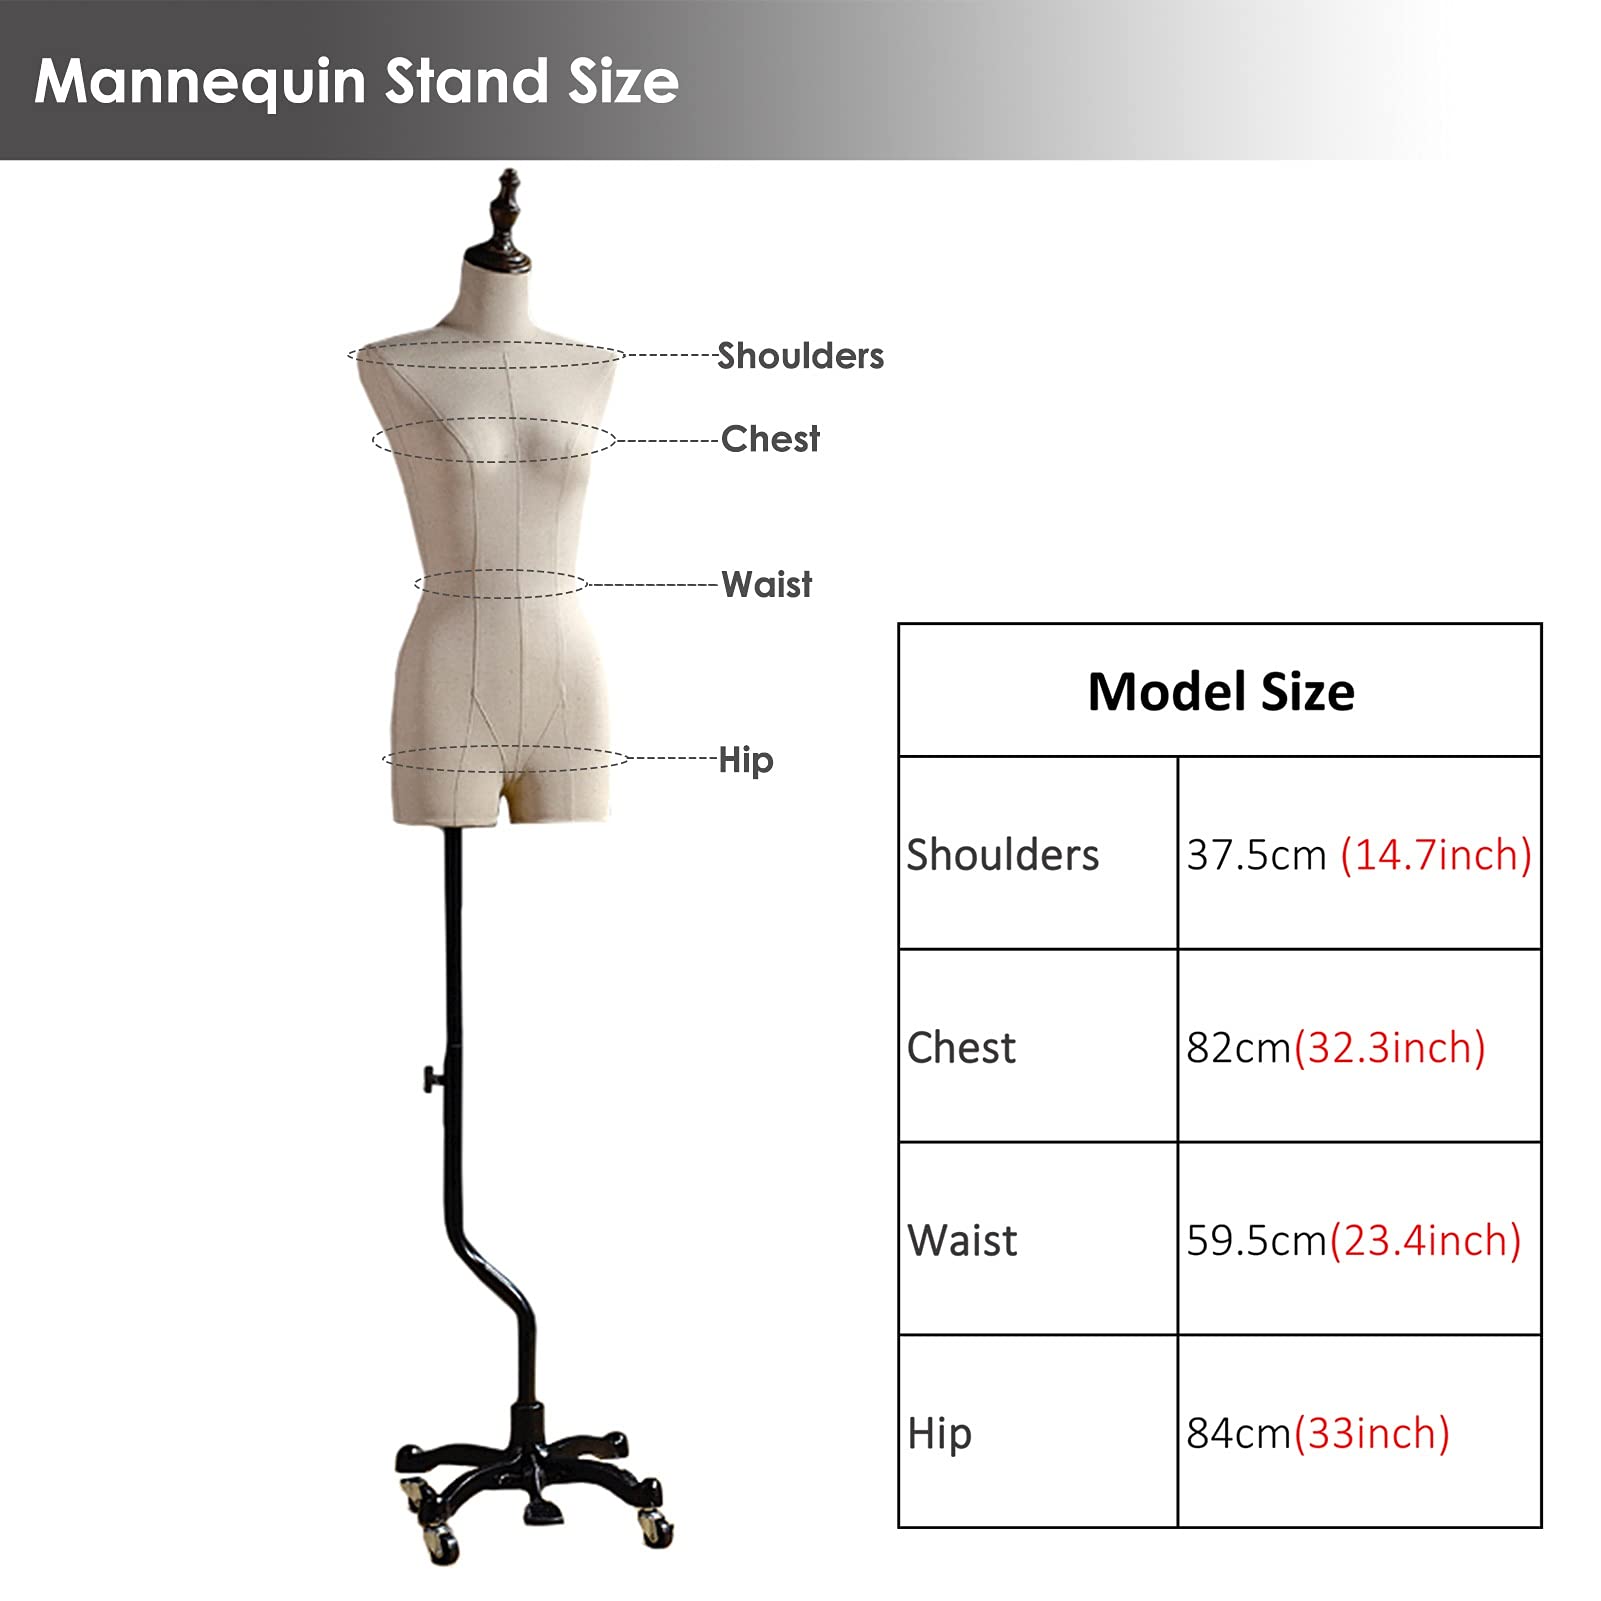 Mannequin Stand Size
Shoulders
Chest
Waist
Hip
Model Size
Shoulders 37.5cm (14.7inch)
Chest 82cm(32.3inch)
Waist 59.5cm(23.4inch)
Hip 84cm(33inch)